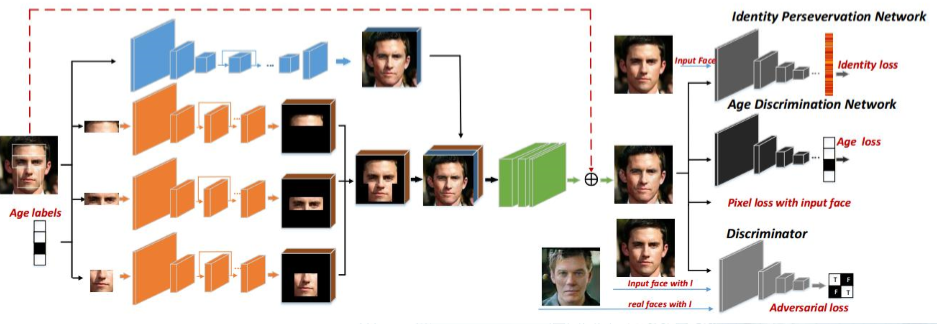 Identity Persevervation Network
Input Face
Identity loss
Age Discrimination Network
Age loss
Age labels
Pixel loss with input face
Discriminator
Input face with l
real faces with l
T F
F T
Adversarial loss